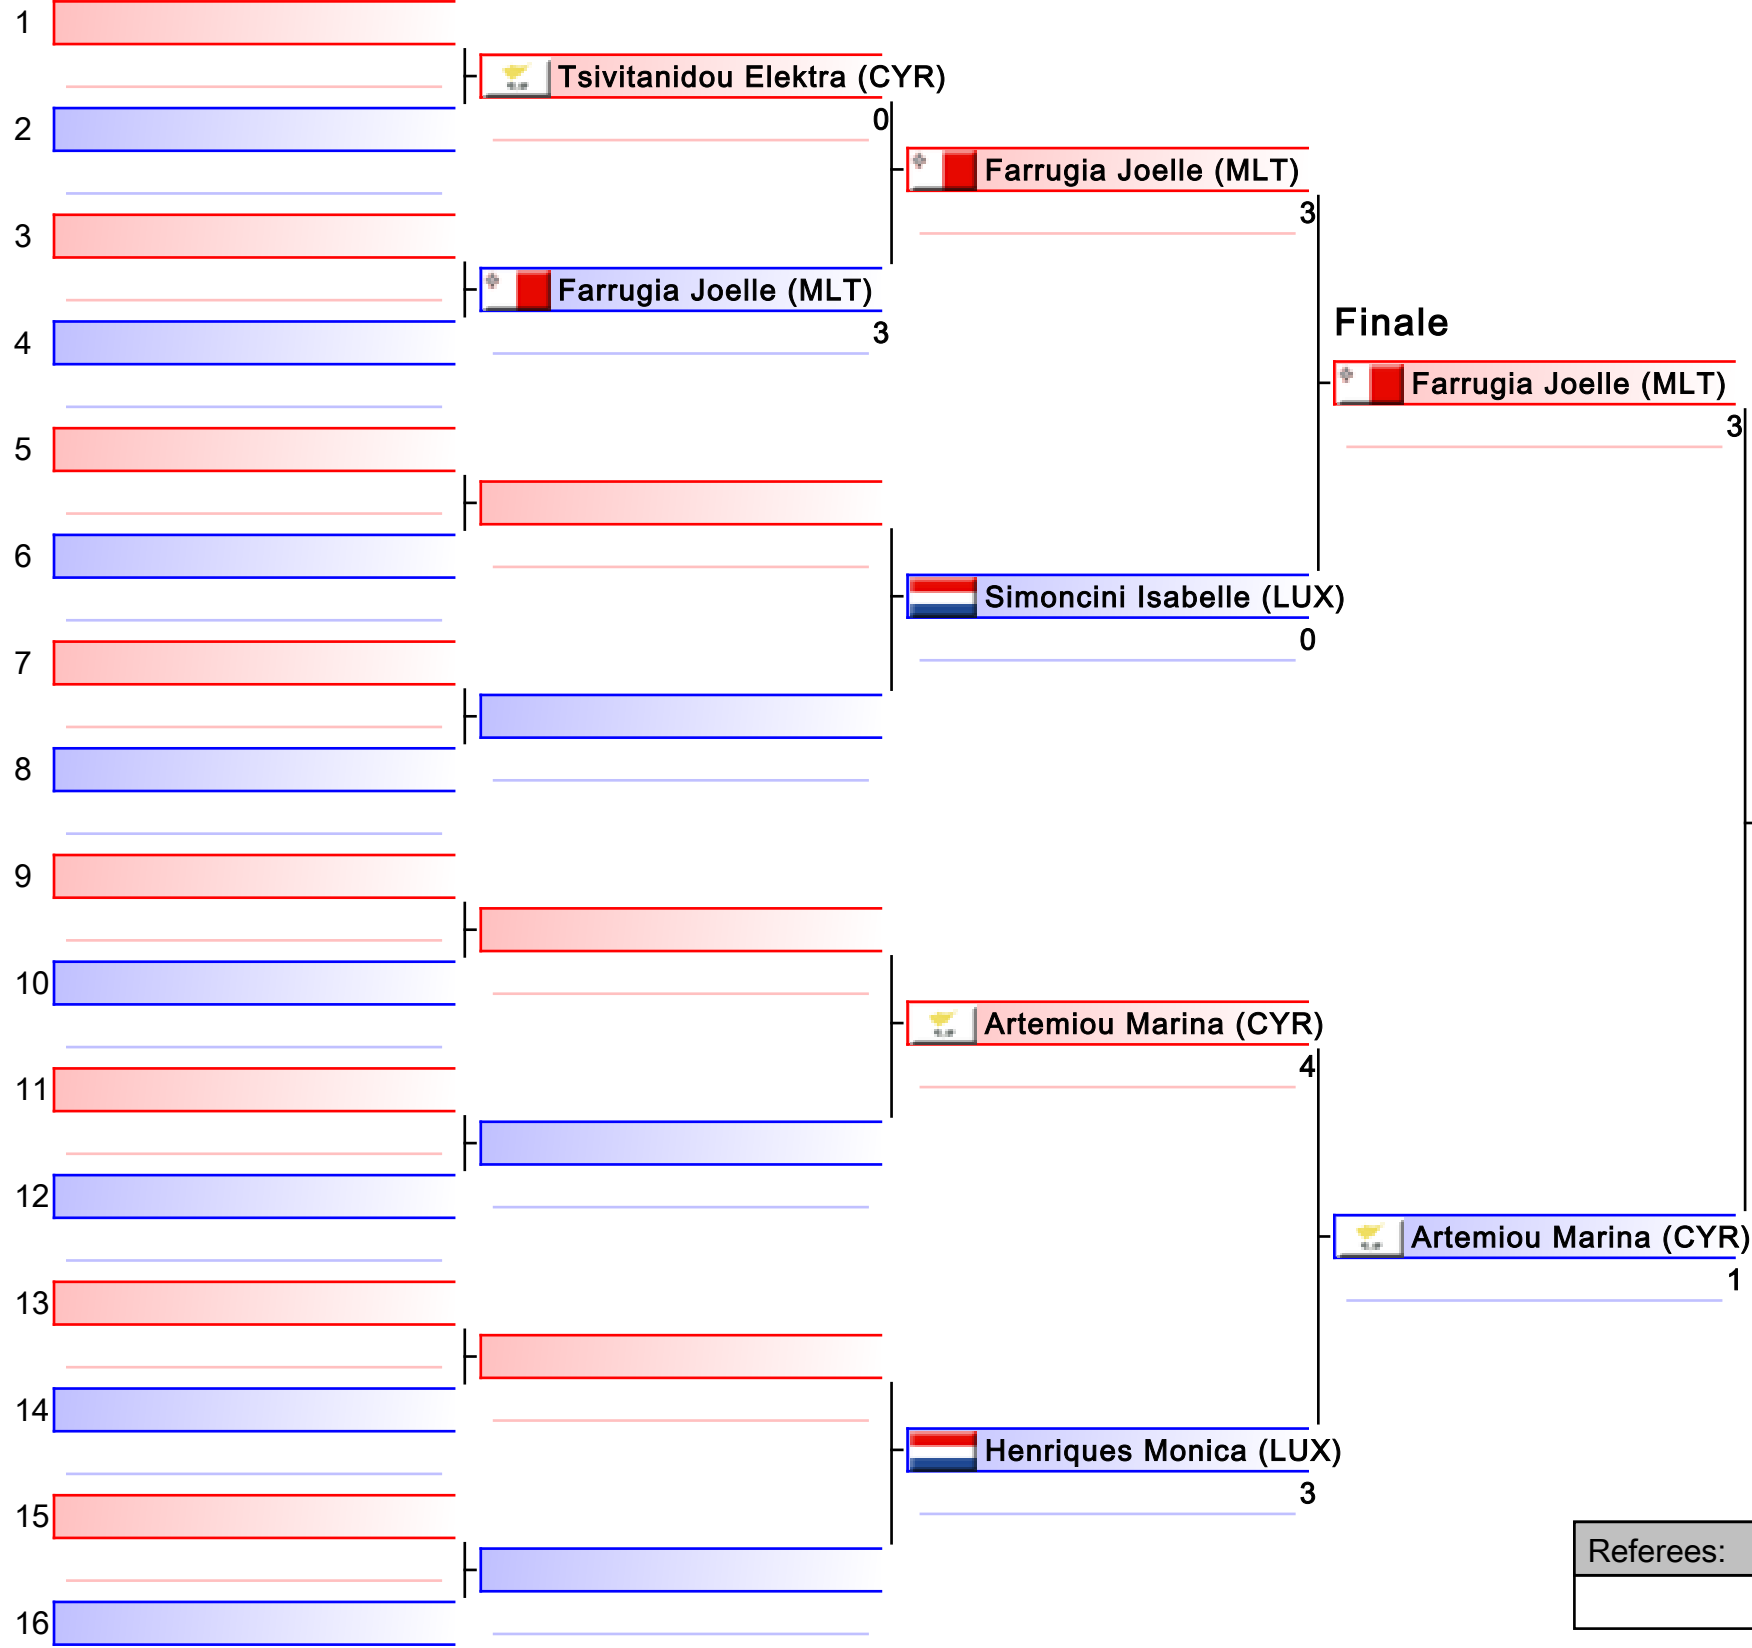 1
Tsivitanidou Elektra (CYR)
0
2
Farrugia Joelle (MLT)
3
3
Farrugia Joelle (MLT)
3
4
Finale
Farrugia Joelle (MLT)
3
5
6
Simoncini Isabelle (LUX)
0
7
8
9
10
Artemiou Marina (CYR)
4
11
12
Artemiou Marina (CYR)
1
13
14
Henriques Monica (LUX)
3
15
Referees:
16